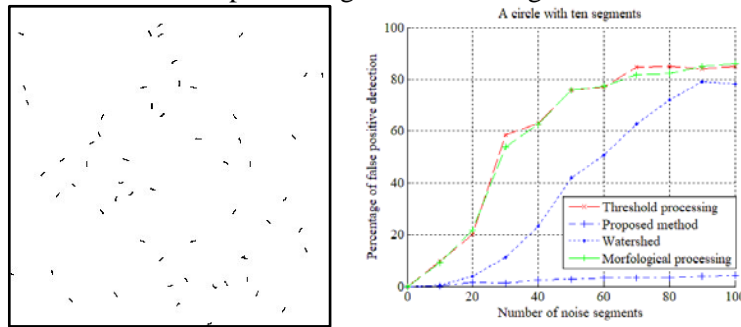 A circle with ten segments
100
80
60
40
20
0
Percentage of false positive detection
Threshold processing
Proposed method
Watershed
Morfological processing
0 20 40 60 80 100
Number of noise segments